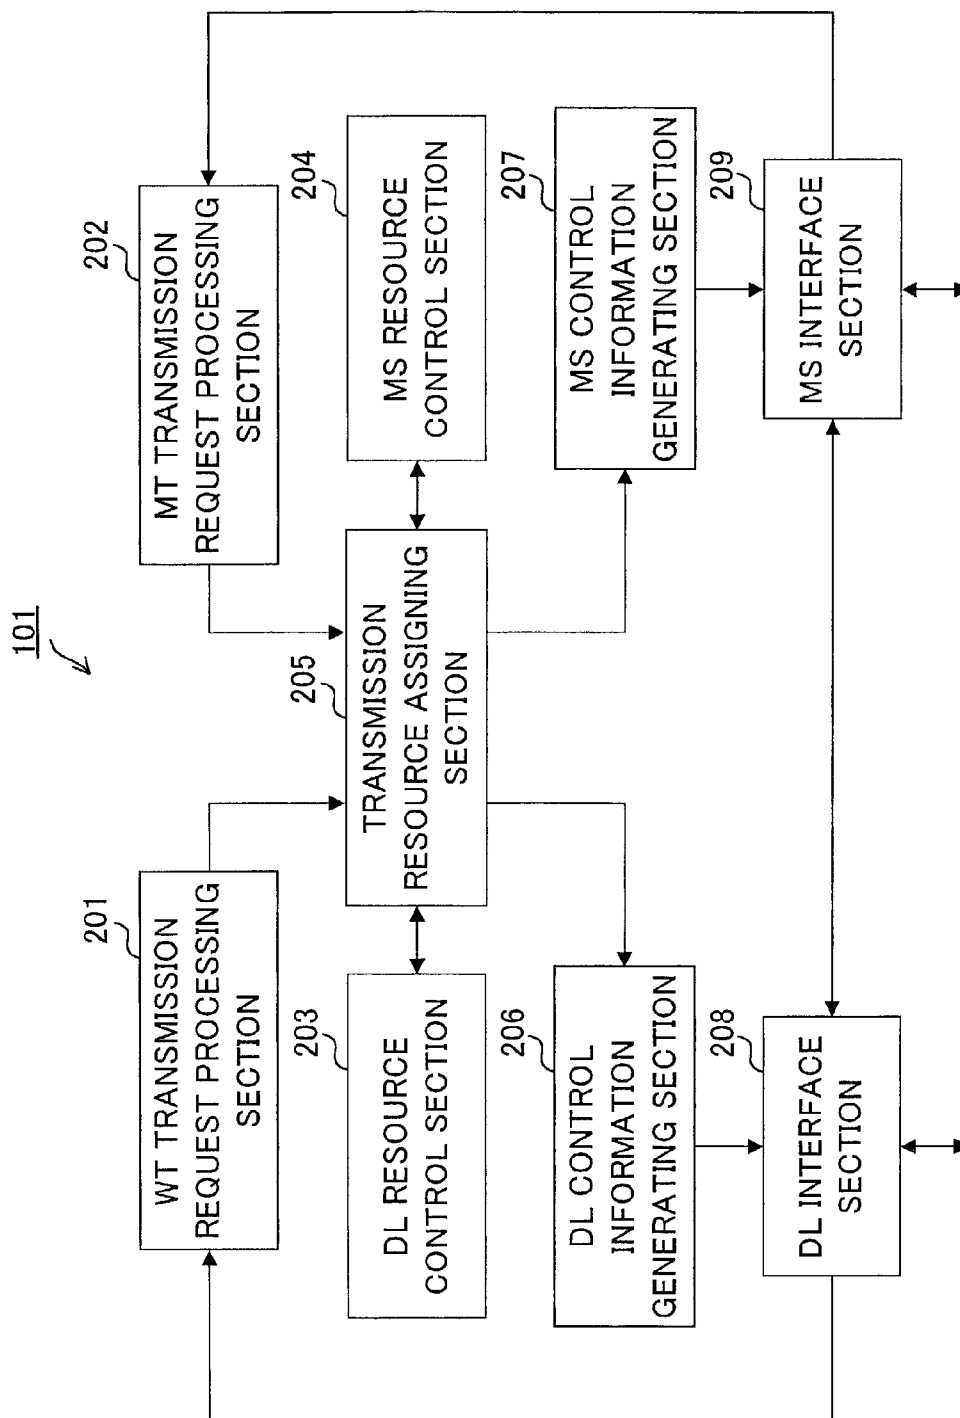 101
201
WT TRANSMISSION
REQUEST PROCESSING
SECTION
202
MT TRANSMISSION
REQUEST PROCESSING
SECTION
203
DL RESOURCE
CONTROL SECTION
205
TRANSMISSION
RESOURCE ASSIGNING
SECTION
204
MS RESOURCE
CONTROL SECTION
206
DL CONTROL
INFORMATION
GENERATING SECTION
207
MS CONTROL
INFORMATION
GENERATING SECTION
208
DL INTERFACE
SECTION
209
MS INTERFACE
SECTION